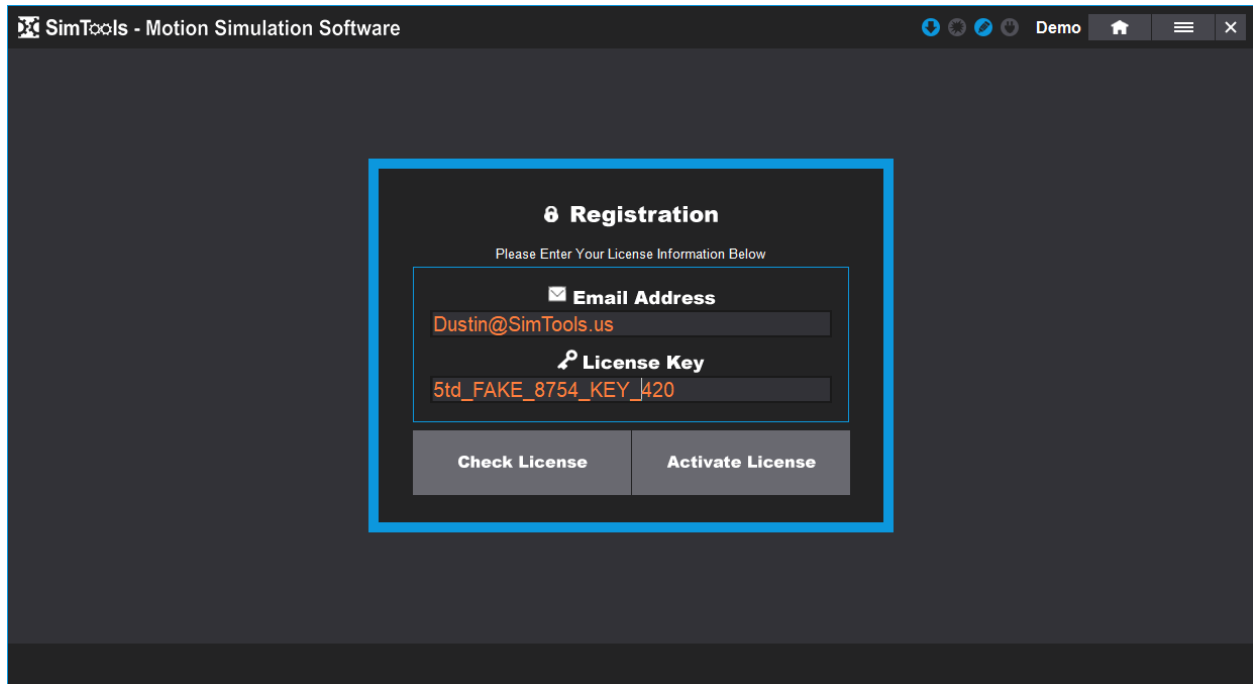 SimTools - Motion Simulation Software
Demo
Registration
Please Enter Your License Information Below
Email Address
Dustin@SimTools.us
License Key
5td_FAKE_8754_KEY_420
Check License
Activate License